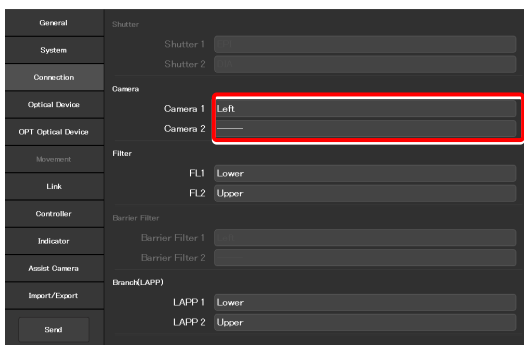 General
System
Connection
Optical Device
OPT Optical Device
Movement
Link
Controller
Indicator
Assist Camera
Import/Export
Send
Shutter
Shutter 1
Shutter 2
Camera
Camera 1 Left
Camera 2 ———
Filter
FL1 Lower
FL2 Upper
Barrier Filter
Barrier Filter 1
Barrier Filter 2
Branch(LAPP)
LAPP 1 Lower
LAPP 2 Upper